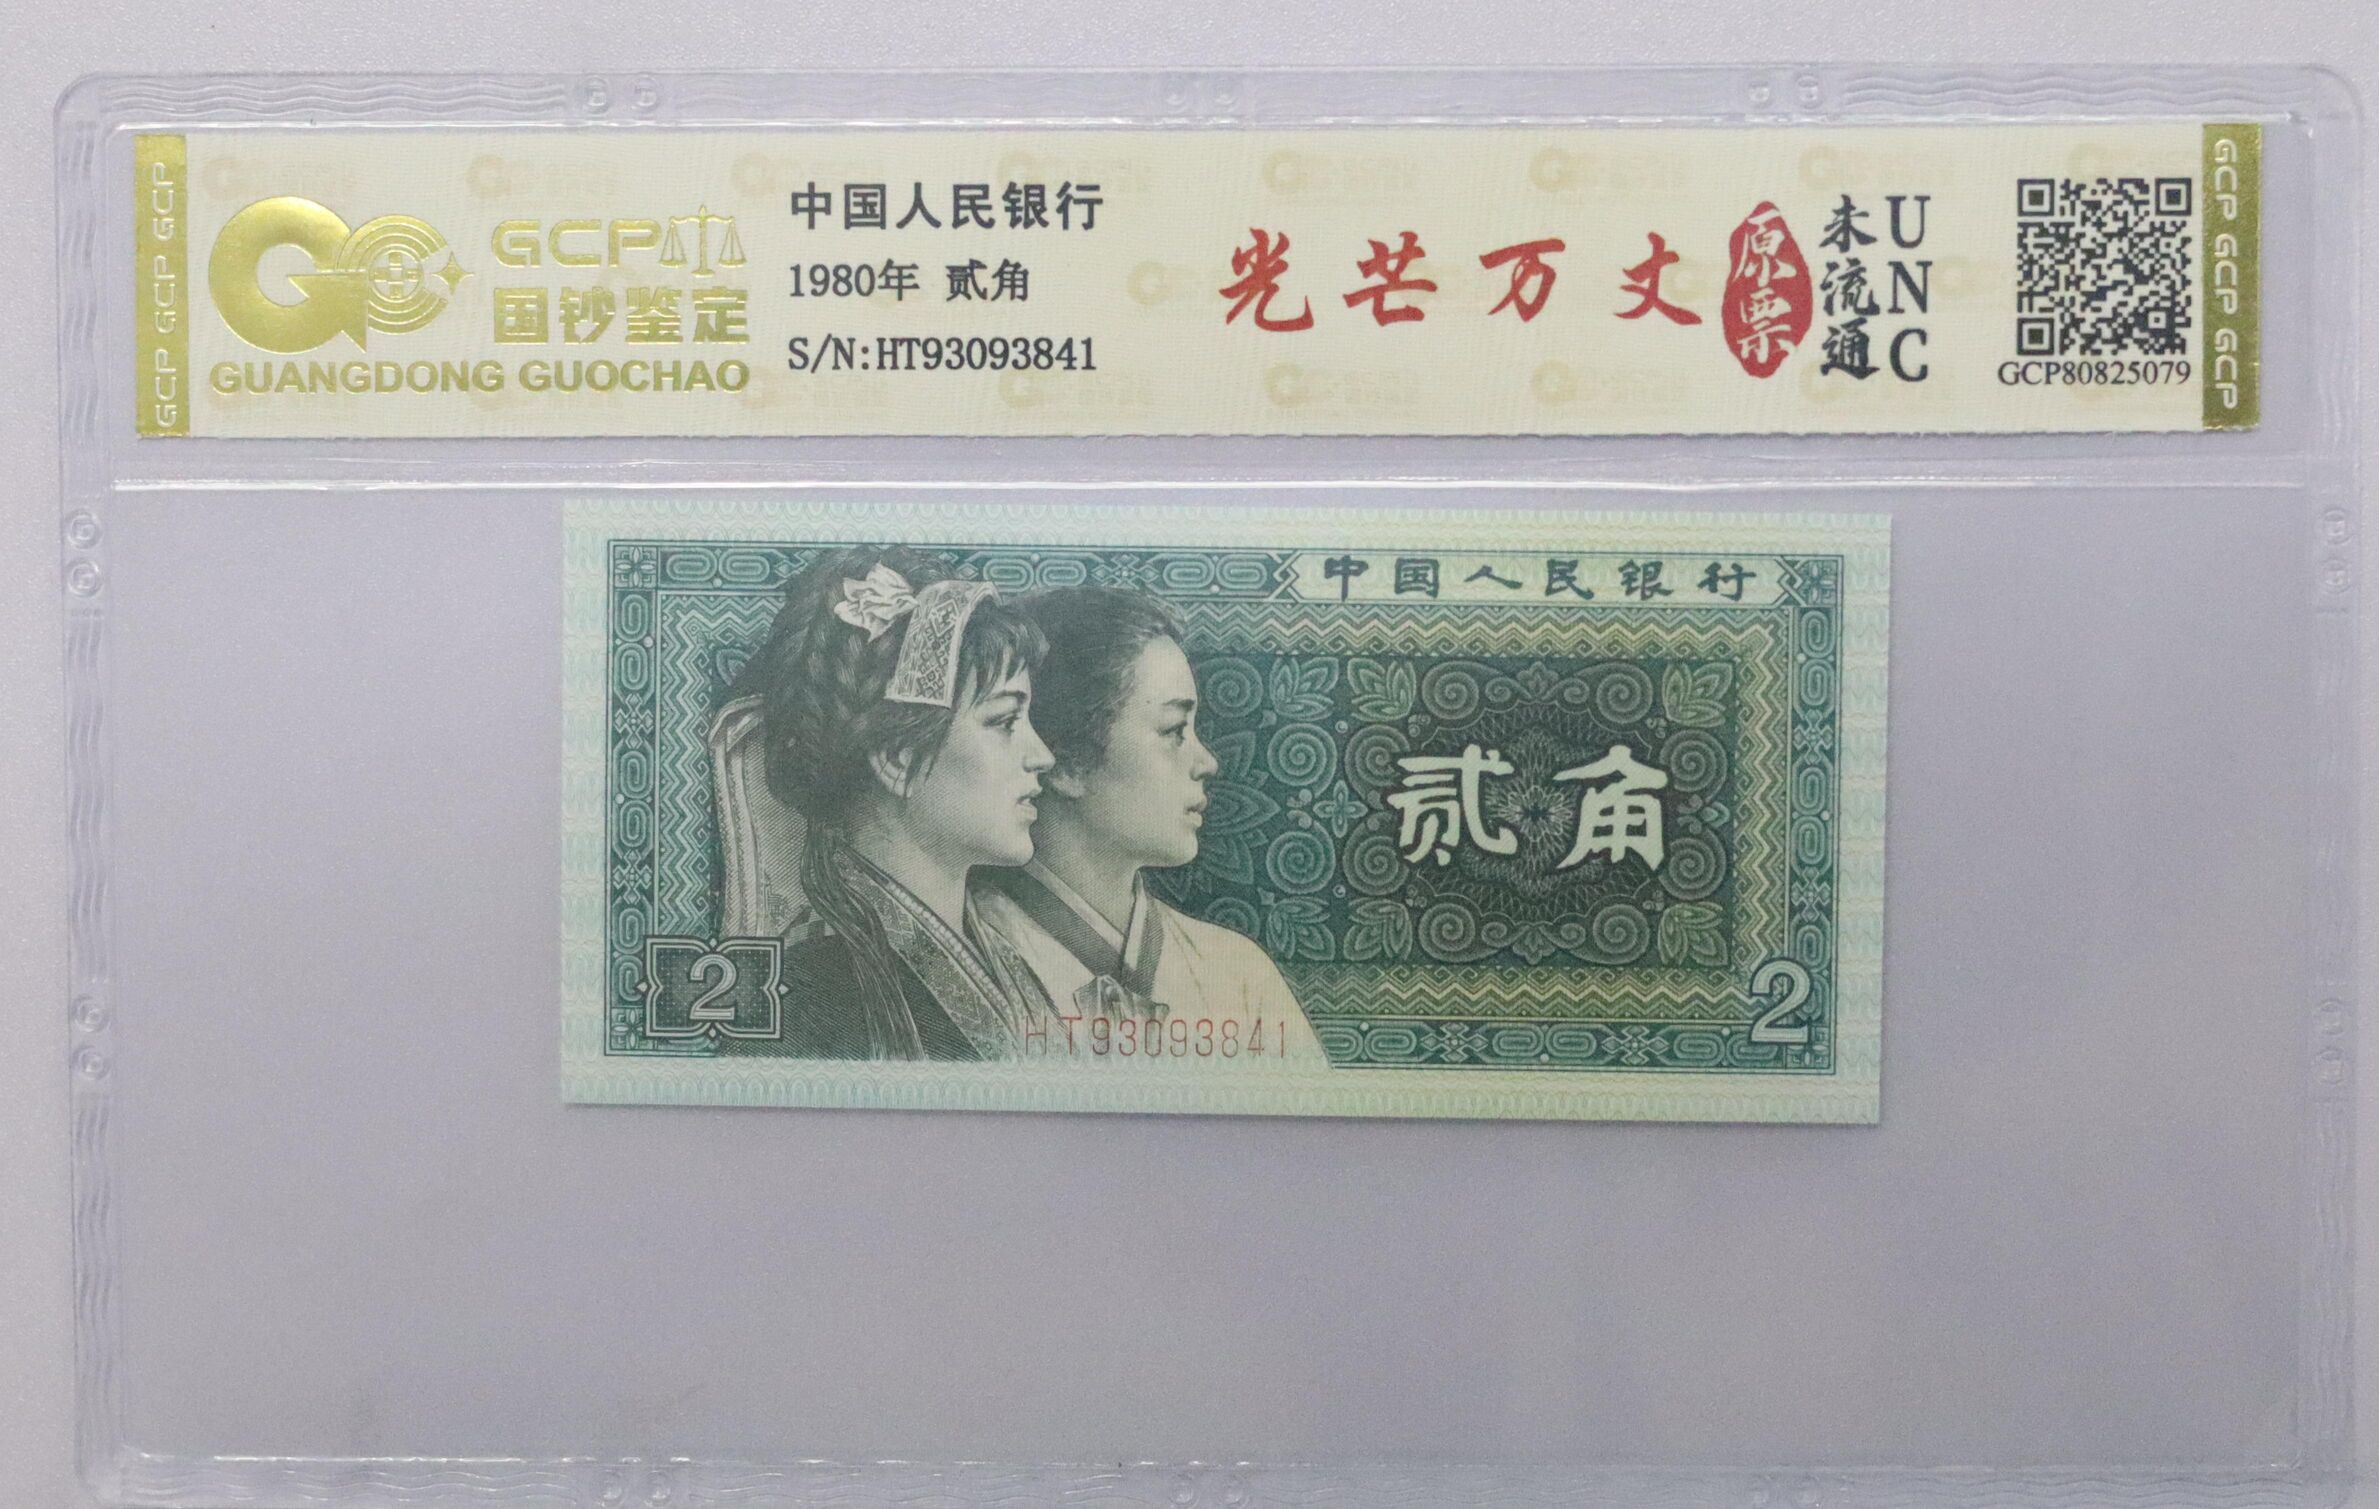 GCP GCP GCP
GCP
国钞鉴定
GUANGDONG GUOCHAO
中国人民银行
1980年 贰角
S/N:HT93093841
光芒万丈
原票
未流通
UNC
GCP80825079
GCP GCP GCP
中国人民银行
贰角
2
HT93093841
2